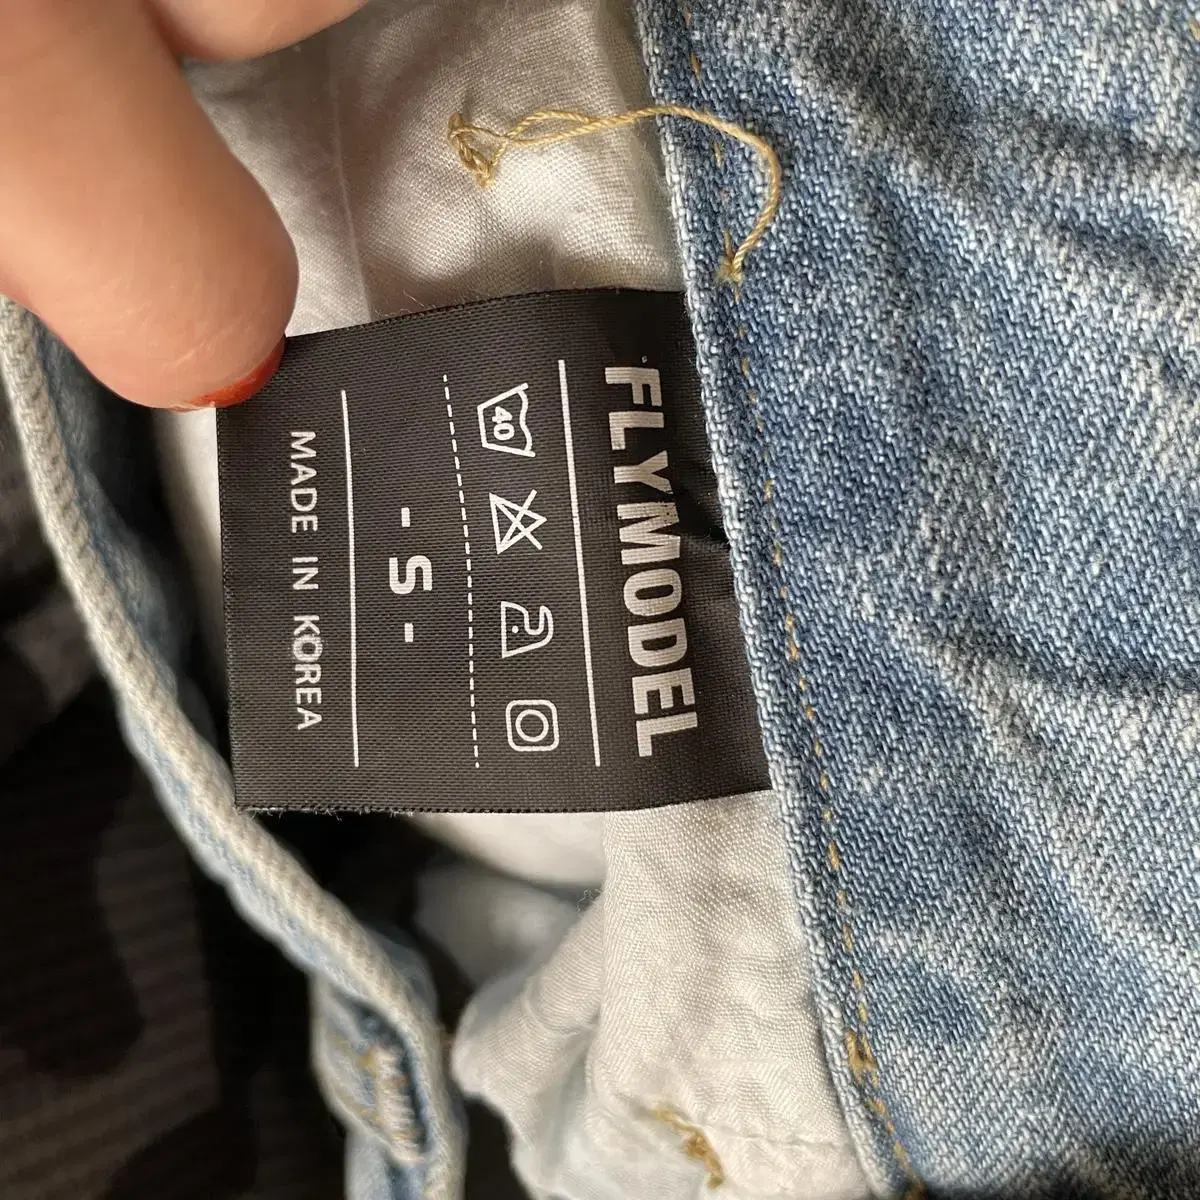 FLYMODEL
40
- S -
MADE IN KOREA